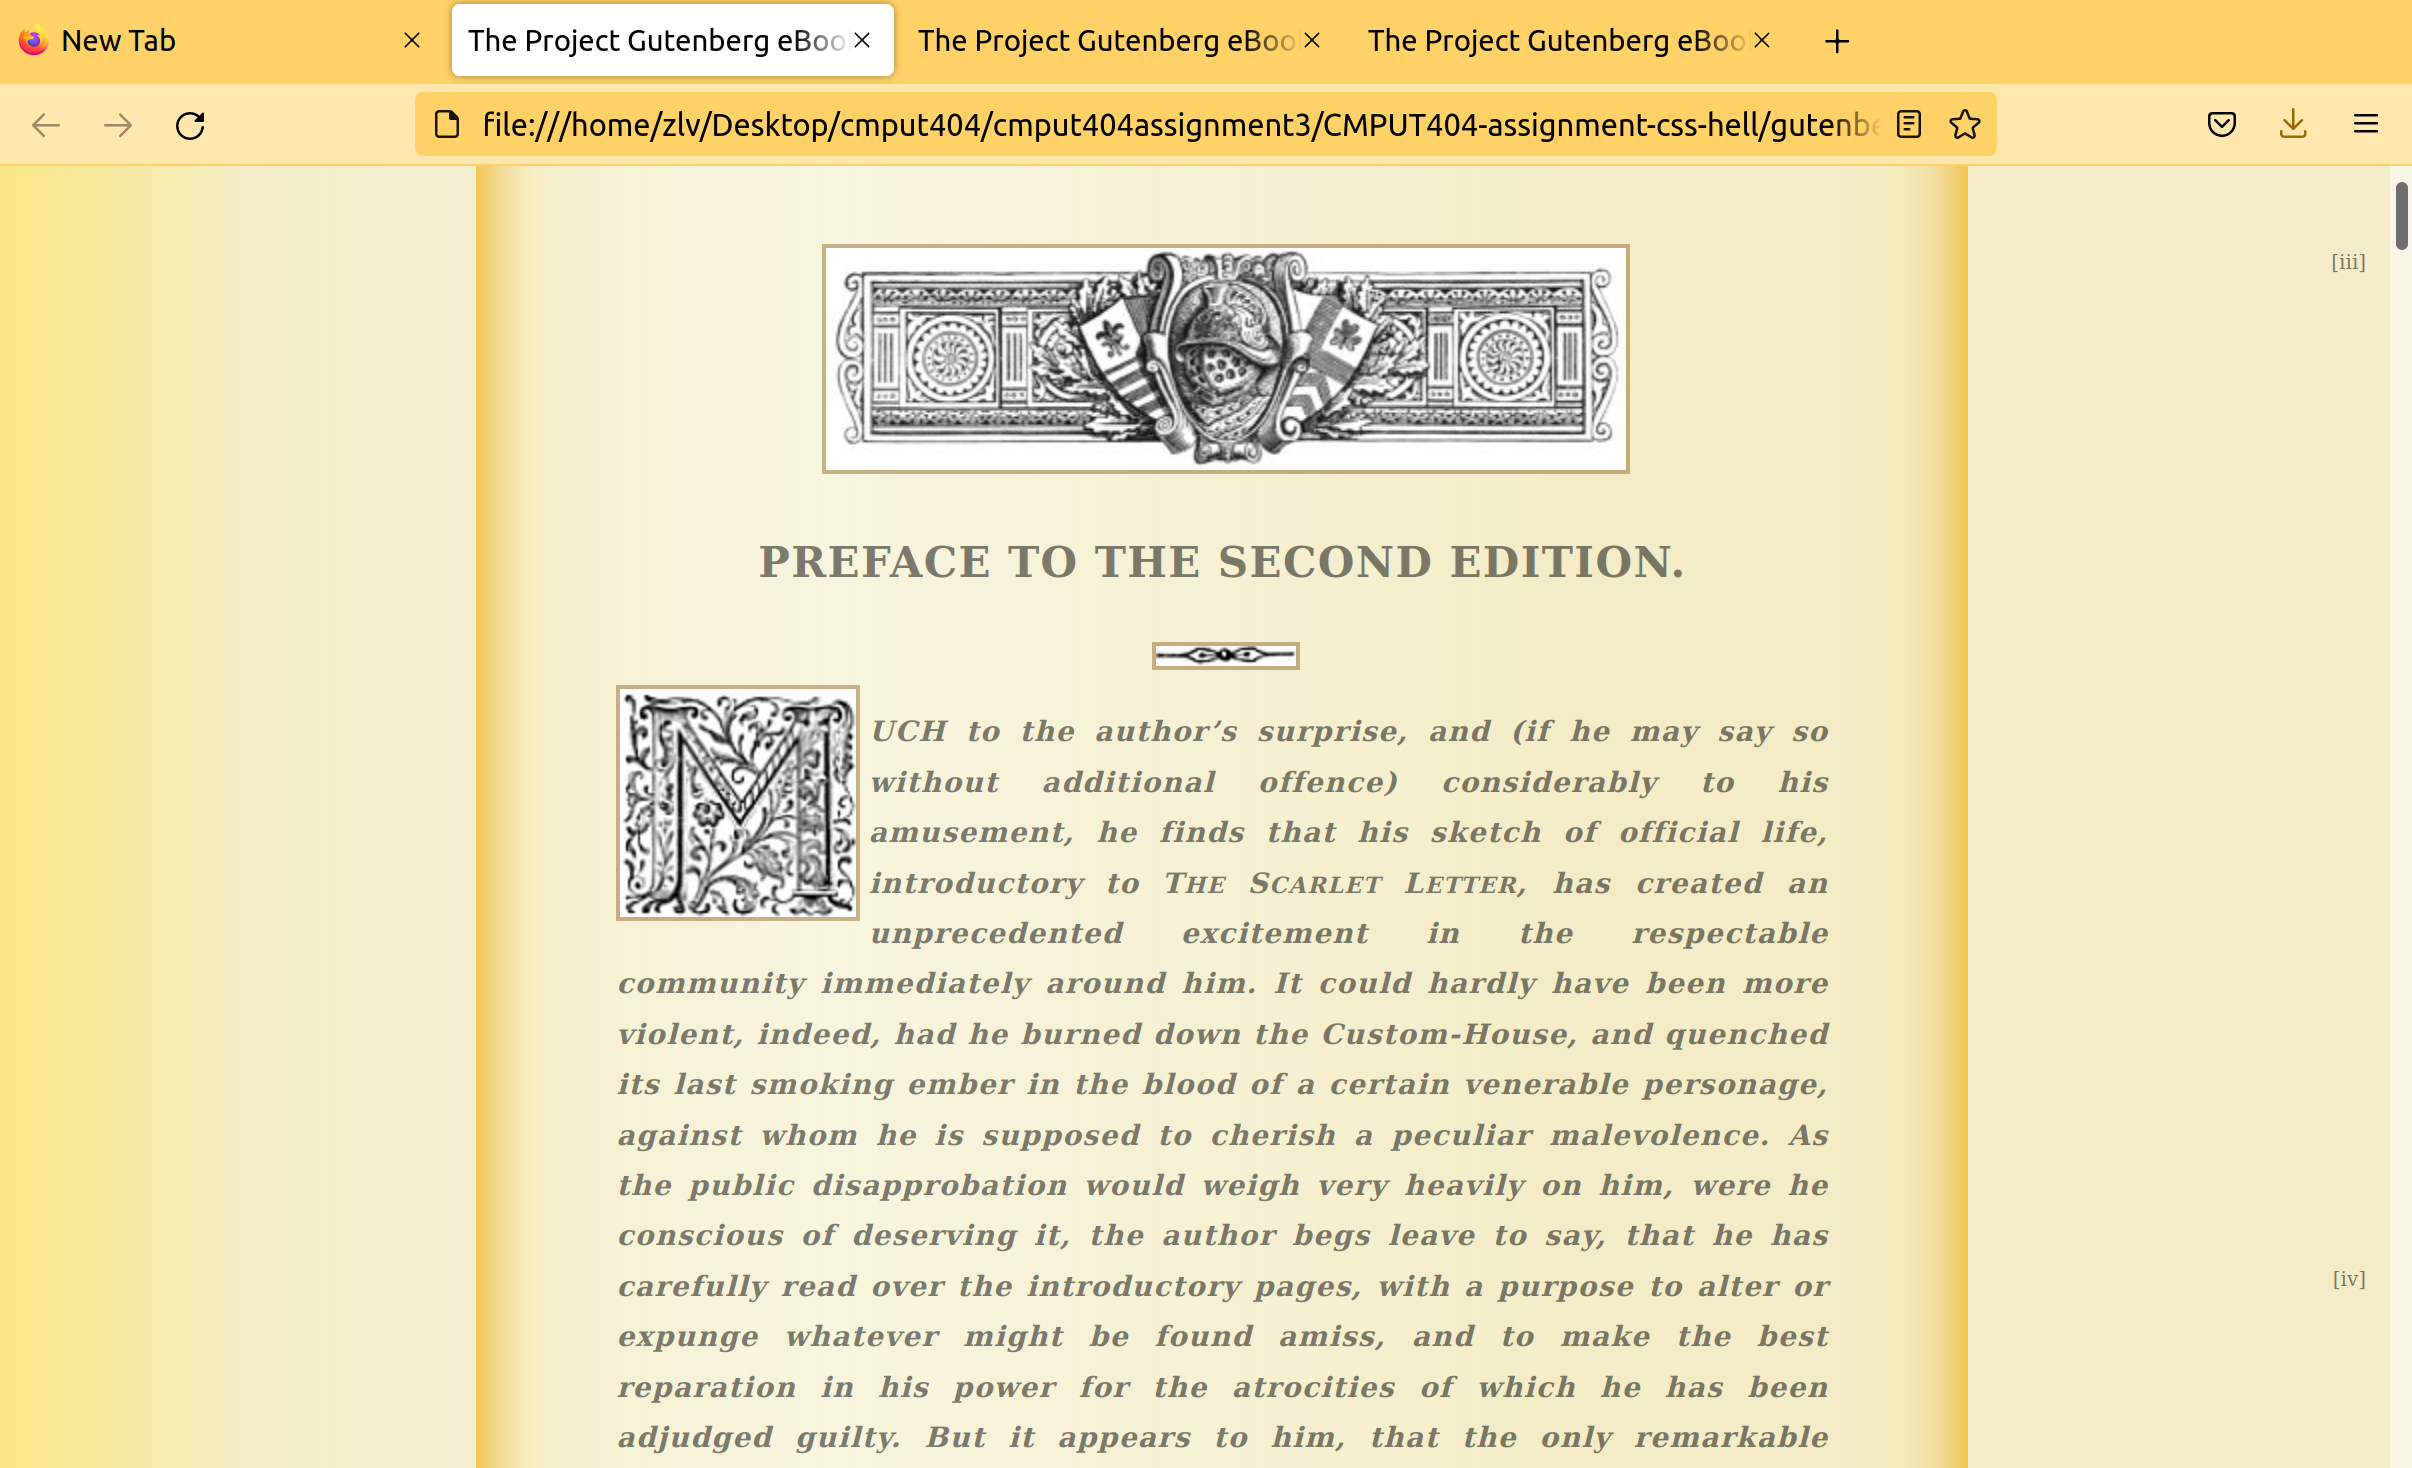 New Tab
The Project Gutenberg eBoo
The Project Gutenberg eBoo
The Project Gutenberg eBoo
file:///home/zlv/Desktop/cmput404/cmput404assignment3/CMPUT404-assignment-css-hell/gutenbe
[iii]
PREFACE TO THE SECOND EDITION.
M
UCH to the author’s surprise, and (if he may say so
without additional offence) considerably to his
amusement, he finds that his sketch of official life,
introductory to THE SCARLET LETTER, has created an
unprecedented excitement in the respectable
community immediately around him. It could hardly have been more
violent, indeed, had he burned down the Custom-House, and quenched
its last smoking ember in the blood of a certain venerable personage,
against whom he is supposed to cherish a peculiar malevolence. As
the public disapprobation would weigh very heavily on him, were he
conscious of deserving it, the author begs leave to say, that he has
carefully read over the introductory pages, with a purpose to alter or
[iv]
expunge whatever might be found amiss, and to make the best
reparation in his power for the atrocities of which he has been
adjudged guilty. But it appears to him, that the only remarkable